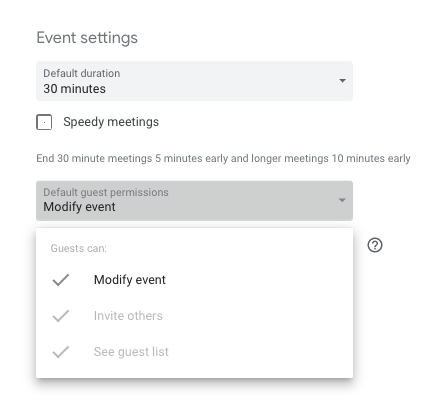 Event settings
Default duration
30 minutes
Speedy meetings
End 30 minute meetings 5 minutes early and longer meetings 10 minutes early
Default guest permissions
Modify event
Guests can:
Modify event
Invite others
See guest list